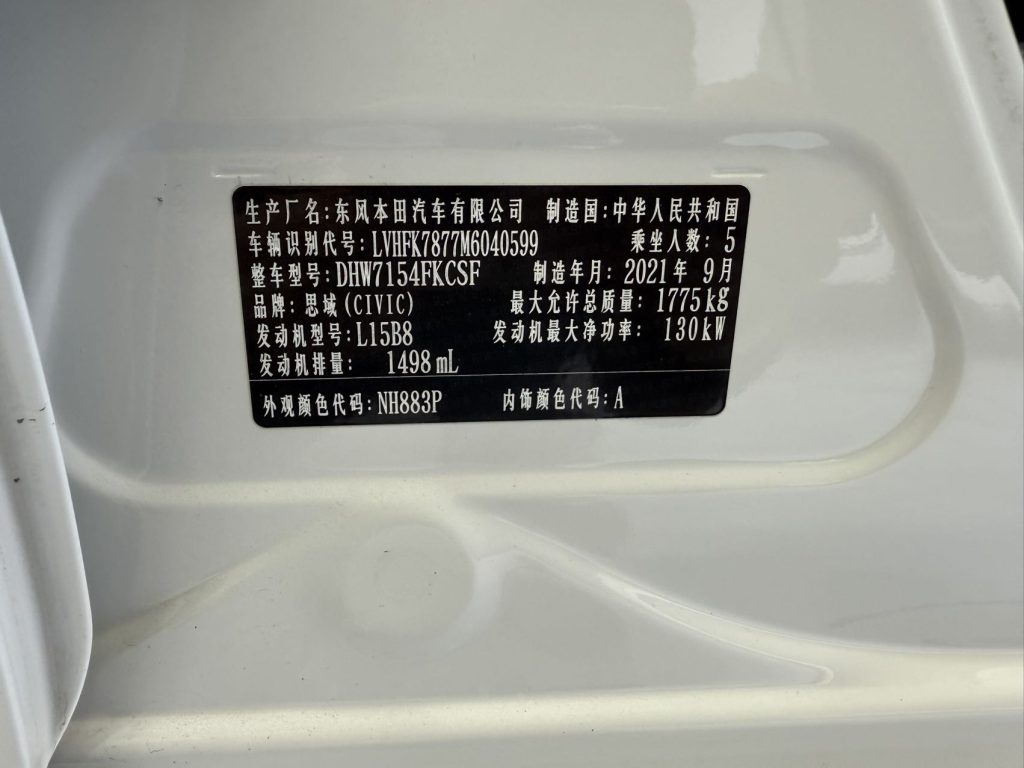 生产厂名:东风本田汽车有限公司 制造国:中华人民共和国
车辆识别代号:LVHFK7877M6040599 乘坐人数:5
整车型号:DHW7154FKCSF 制造年月:2021年9月
品牌:思域(CIVIC) 最大允许总质量:1775kg
发动机型号:L15B8 发动机最大净功率:130kW
发动机排量:1498mL
外观颜色代码:NH883P 内饰颜色代码:A